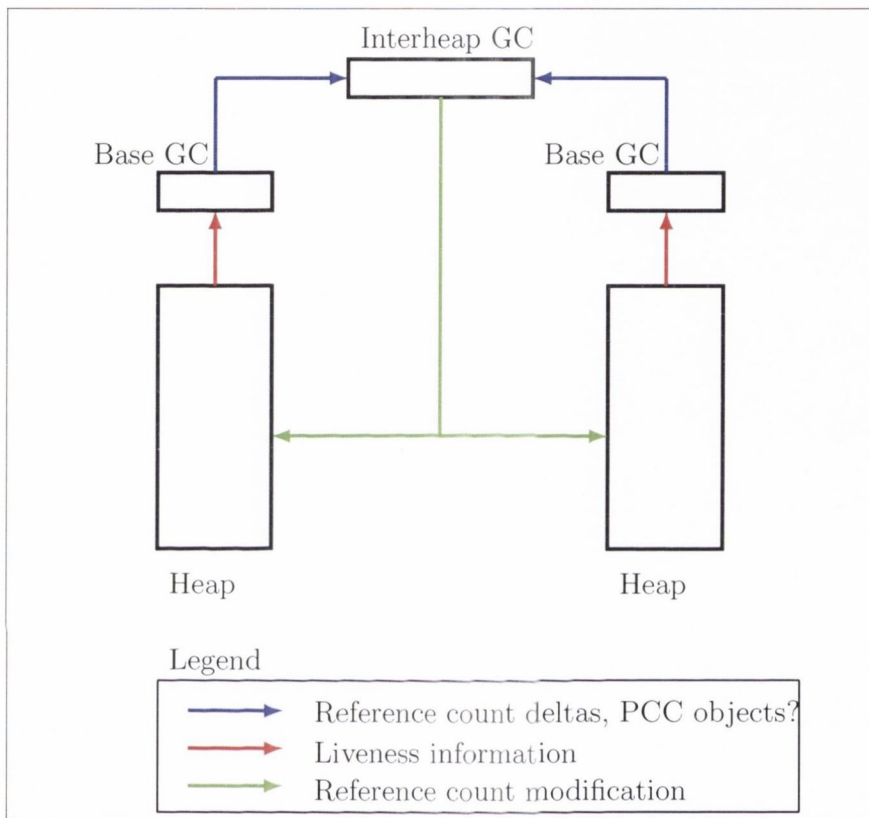 Interheap GC
Base GC
Base GC
Heap
Heap
Legend
Reference count deltas, PCC objects?
Liveness information
Reference count modification